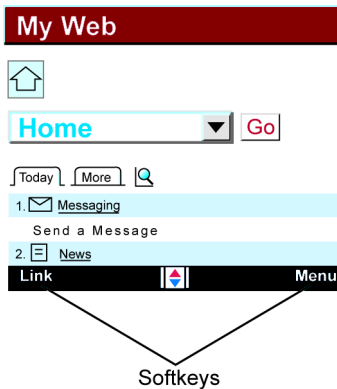 My Web
Home Go
Today More
1. Messaging
Send a Message
2. News
Link Menu
Softkeys